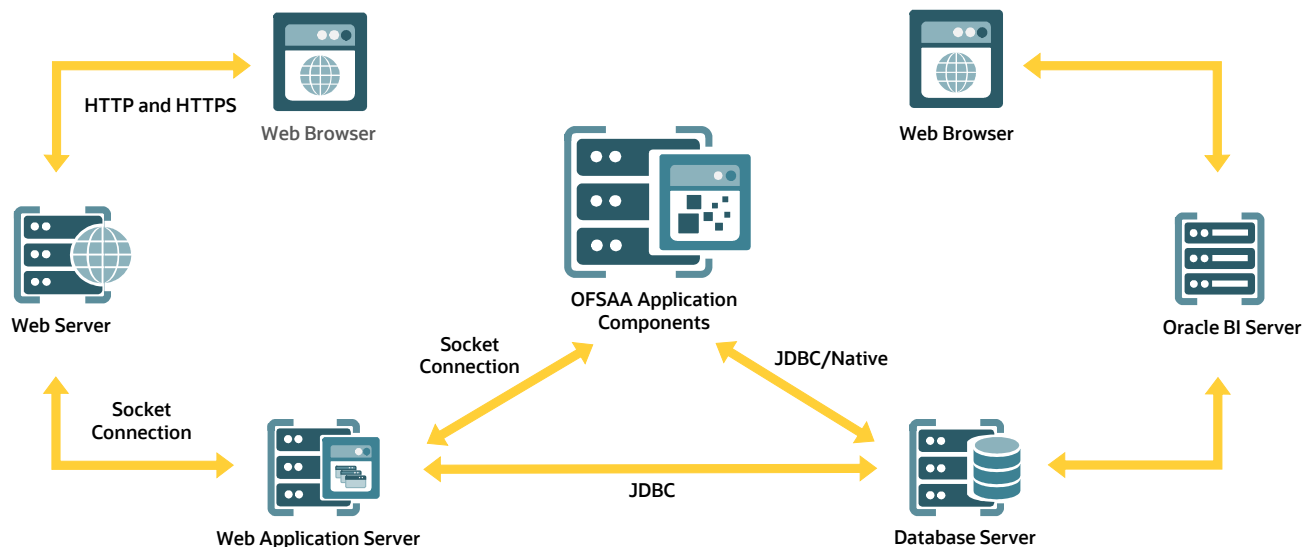 HTTP and HTTPS
Web Browser
Web Browser
Web Server
OFSAA Application
Components
Oracle BI Server
Socket
Connection
JDBC/Native
Socket
Connection
JDBC
Web Application Server
Database Server